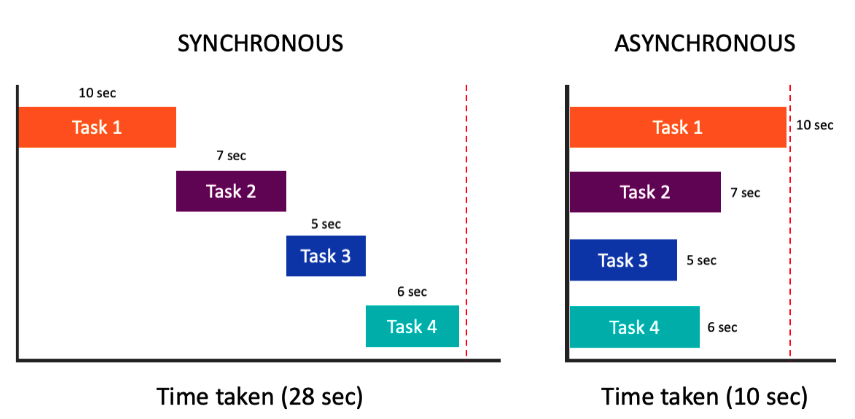 SYNCHRONOUS
10 sec
Task 1
7 sec
Task 2
5 sec
Task 3
6 sec
Task 4
Time taken (28 sec)
ASYNCHRONOUS
Task 1
10 sec
Task 2
7 sec
Task 3
5 sec
Task 4
6 sec
Time taken (10 sec)